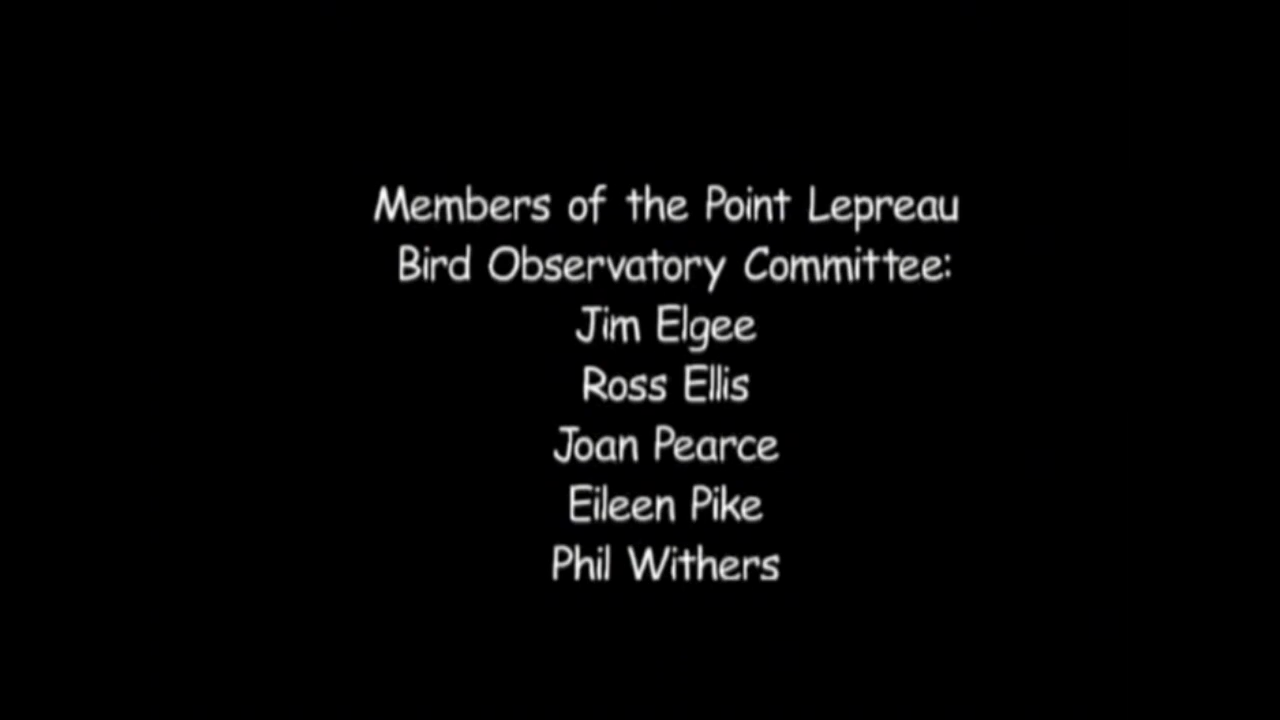 Members of the Point Lepreau
Bird Observatory Committee:
Jim Elgee
Ross Ellis
Joan Pearce
Eileen Pike
Phil Withers